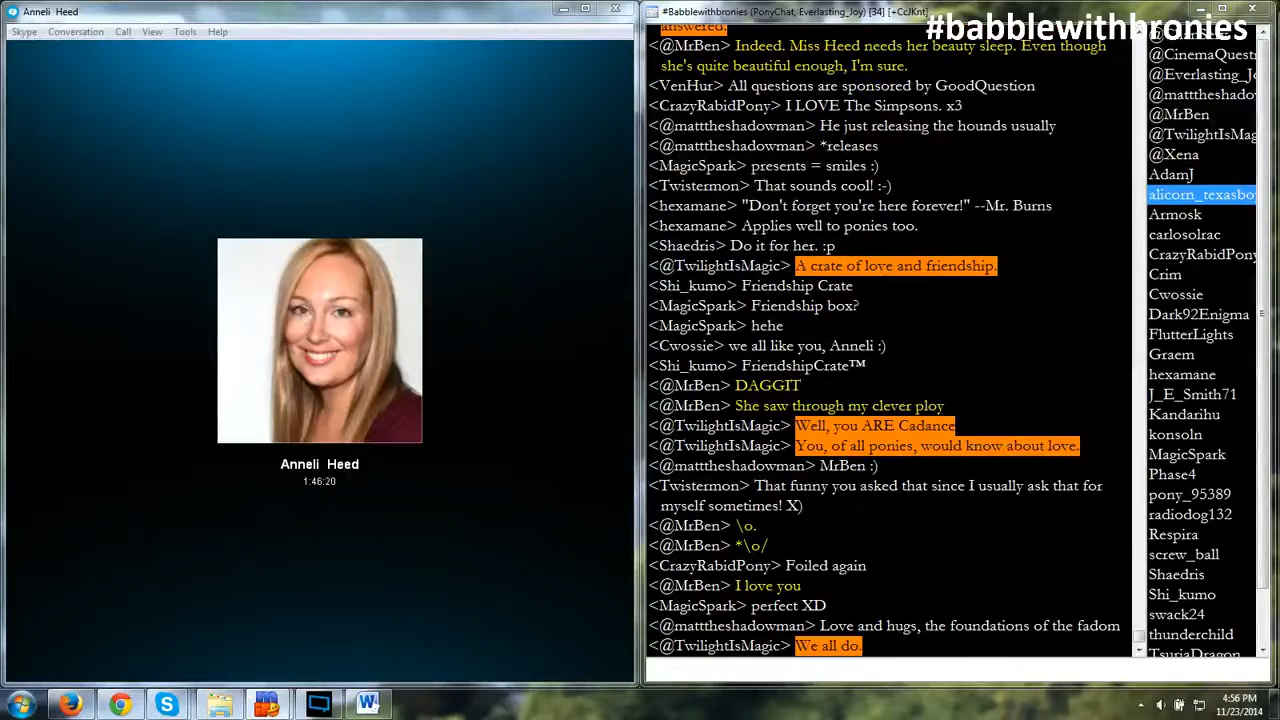 Anneli Heed
Skype Conversation Call View Tools Help
Anneli Heed
1:46:20
#Babblewithbronies (PonyChat, Everlasting_Joy) [34] [+CcJKnt]
#babblewithbronies
answered.
<@MrBen> Indeed. Miss Heed needs her beauty sleep. Even though
she's quite beautiful enough, I'm sure.
<VenHur> All questions are sponsored by GoodQuestion
<CrazyRabidPony> I LOVE The Simpsons. x3
<@matttheshadowman> He just releasing the hounds usually
<@matttheshadowman> *releases
<MagicSpark> presents = smiles :)
<Twistermon> That sounds cool! :-)
<hexamane> "Don't forget you're here forever!" --Mr. Burns
<hexamane> Applies well to ponies too.
<Shaedris> Do it for her. :p
<@TwilightIsMagic> A crate of love and friendship.
<Shi_kumo> Friendship Crate
<MagicSpark> Friendship box?
<MagicSpark> hehe
<Cwossie> we all like you, Anneli :)
<Shi_kumo> FriendshipCrate™
<@MrBen> DAGGIT
<@MrBen> She saw through my clever ploy
<@TwilightIsMagic> Well, you ARE Cadance
<@TwilightIsMagic> You, of all ponies, would know about love.
<@matttheshadowman> MrBen :)
<Twistermon> That funny you asked that since I usually ask that for
myself sometimes! X)
<@MrBen> \o.
<@MrBen> *\o/
<CrazyRabidPony> Foiled again
<@MrBen> I love you
<MagicSpark> perfect XD
<@matttheshadowman> Love and hugs, the foundations of the fadom
<@TwilightIsMagic> We all do.
@CinemaQuest
@Everlasting_Jo
@matttheshadow
@MrBen
@TwilightIsMag
@Xena
AdamJ
alicorn_texasboy
Armosk
carlosolrac
CrazyRabidPony
Crim
Cwossie
Dark92Enigma
FlutterLights
Graem
hexamane
J_E_Smith71
Kandarihu
konsoln
MagicSpark
Phase4
pony_95389
radiodog132
Respira
screw_ball
Shaedris
Shi_kumo
swack24
thunderchild
TsuriaDragon
4:56 PM
11/23/2014